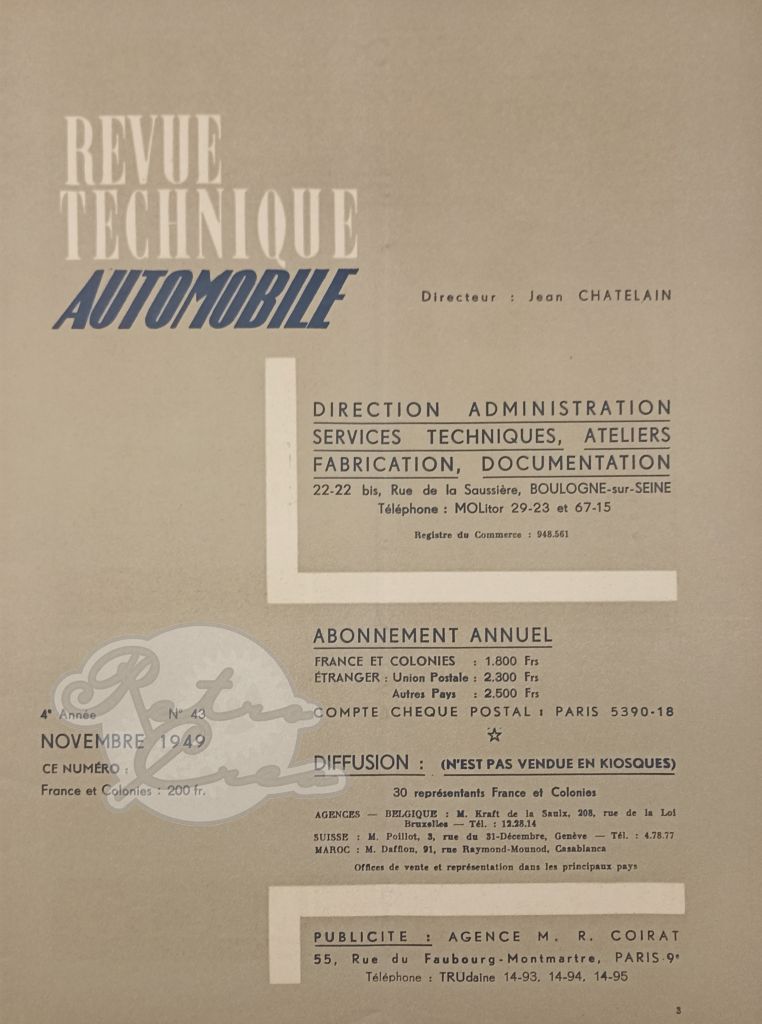 REVUE
TECHNIQUE
AUTOMOBILE
Directeur : Jean CHATELAIN
DIRECTION ADMINISTRATION
SERVICES TECHNIQUES, ATELIERS
FABRICATION, DOCUMENTATION
22-22 bis, Rue de la Saussière, BOULOGNE-sur-SEINE
Téléphone : MOLitor 29-23 et 67-15
Registre du Commerce : 948.561
ABONNEMENT ANNUEL
FRANCE ET COLONIES : 1.800 Frs
ÉTRANGER : Union Postale : 2.300 Frs
Autres Pays : 2.500 Frs
COMPTE CHEQUE POSTAL : PARIS 5390-18
4° Année N° 43
NOVEMBRE 1949
CE NUMÉRO :
France et Colonies : 200 fr.
Retro
Crea
DIFFUSION : (N'EST PAS VENDUE EN KIOSQUES)
30 représentants France et Colonies
AGENCES — BELGIQUE : M. Kraft de la Saulx, 208, rue de la Loi
Bruxelles — Tél. : 12.28.14
SUISSE : M. Poillot, 3, rue du 31-Décembre, Genève — Tél. : 4.78.77
MAROC : M. Dafflon, 91, rue Raymond-Mounod, Casablanca
Offices de vente et représentation dans les principaux pays
PUBLICITE : AGENCE M. R. COIRAT
55, Rue du Faubourg-Montmartre, PARIS-9e
Téléphone : TRUdaine 14-93, 14-94, 14-95
3